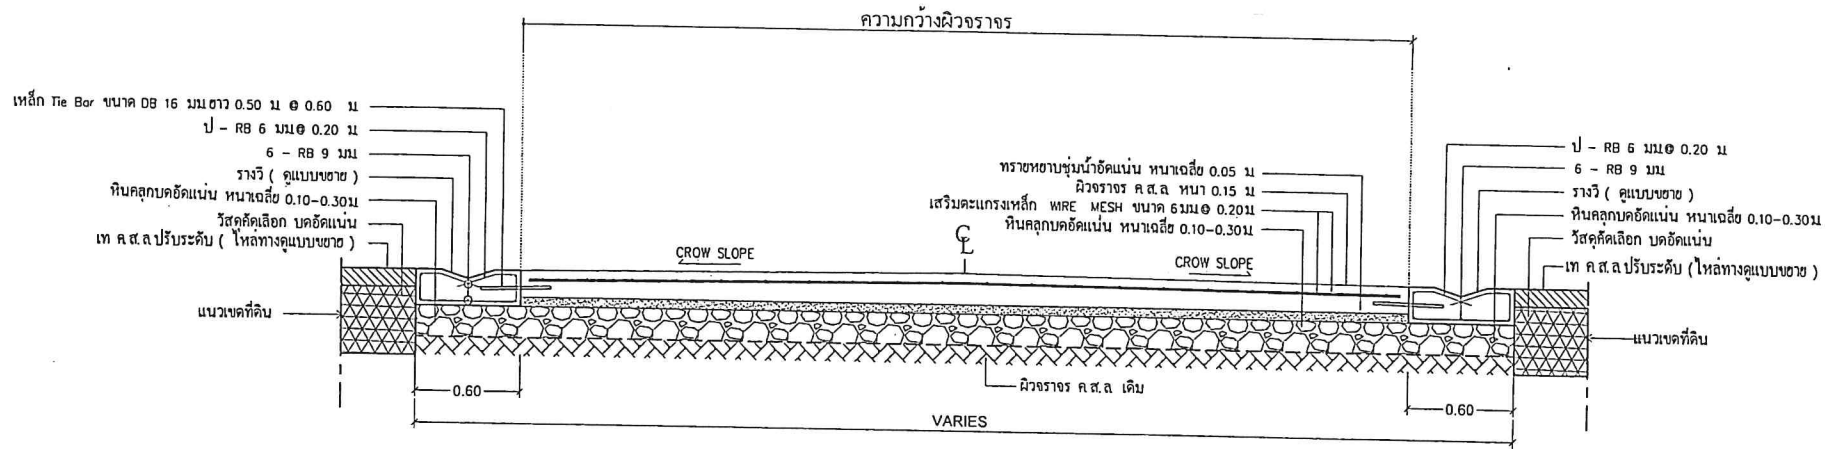 ความกว้างผิวจราจร
เหล็ก Tie Bar ขนาด DB 16 มม ยาว 0.50 ม @ 0.60 ม
ป - RB 6 มม@ 0.20 ม
6 - RB 9 มม
รางวี ( ดูแบบขยาย )
หินคลุกบดอัดแน่น หนาเฉลี่ย 0.10-0.30ม
วัสดุคัดเลือก บดอัดแน่น
เท ค.ส.ล.ปรับระดับ ( ไหล่ทางดูแบบขยาย )
แนวเขตที่ดิน
ทรายหยาบชุ่มน้ำอัดแน่น หนาเฉลี่ย 0.05 ม
ผิวจราจร ค.ส.ล. หนา 0.15 ม
เสริมตะแกรงเหล็ก WIRE MESH ขนาด 6มม@ 0.20ม
หินคลุกบดอัดแน่น หนาเฉลี่ย 0.10-0.30ม
CROW SLOPE
CL
CROW SLOPE
ป - RB 6 มม@ 0.20 ม
6 - RB 9 มม
รางวี ( ดูแบบขยาย )
หินคลุกบดอัดแน่น หนาเฉลี่ย 0.10-0.30ม
วัสดุคัดเลือก บดอัดแน่น
เท ค.ส.ล.ปรับระดับ (ไหล่ทางดูแบบขยาย )
แนวเขตที่ดิน
ผิวจราจร ค.ส.ล. เดิม
0.60
0.60
VARIES